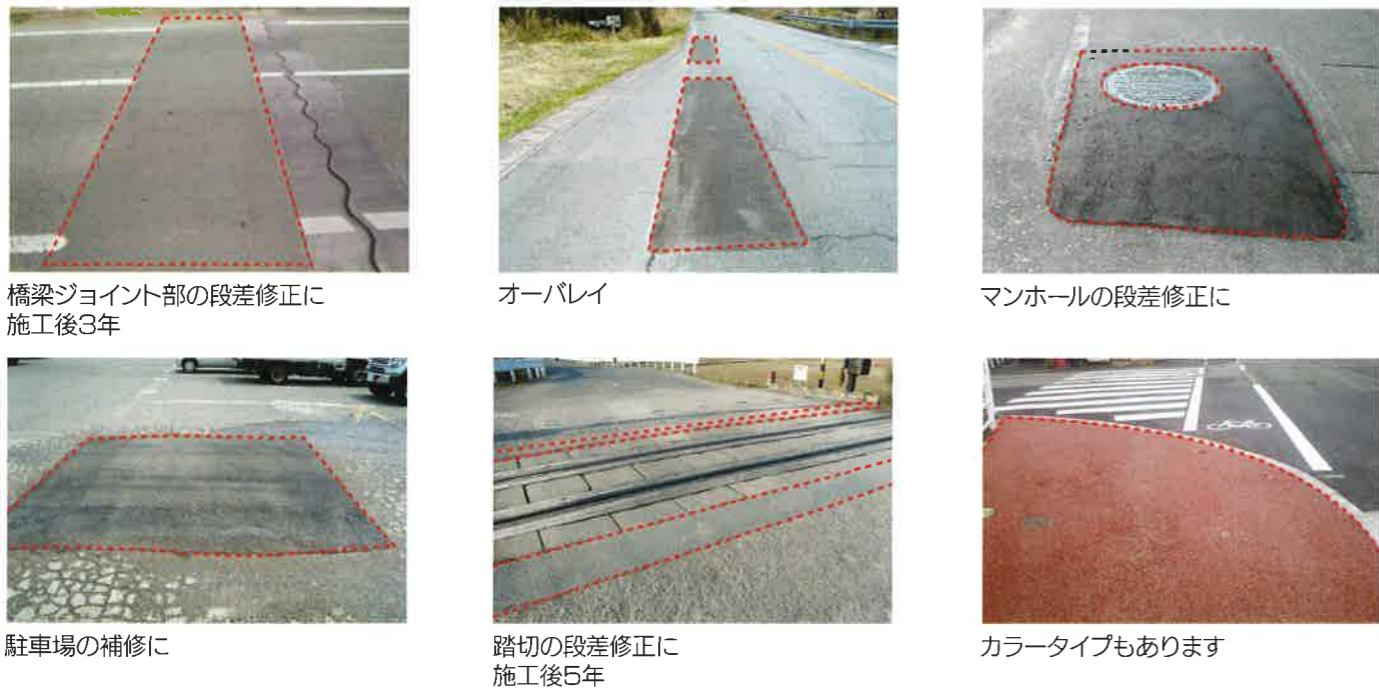 橋梁ジョイント部の段差修正に
施工後3年
オーバレイ
マンホールの段差修正に
駐車場の補修に
踏切の段差修正に
施工後5年
カラータイプもあります